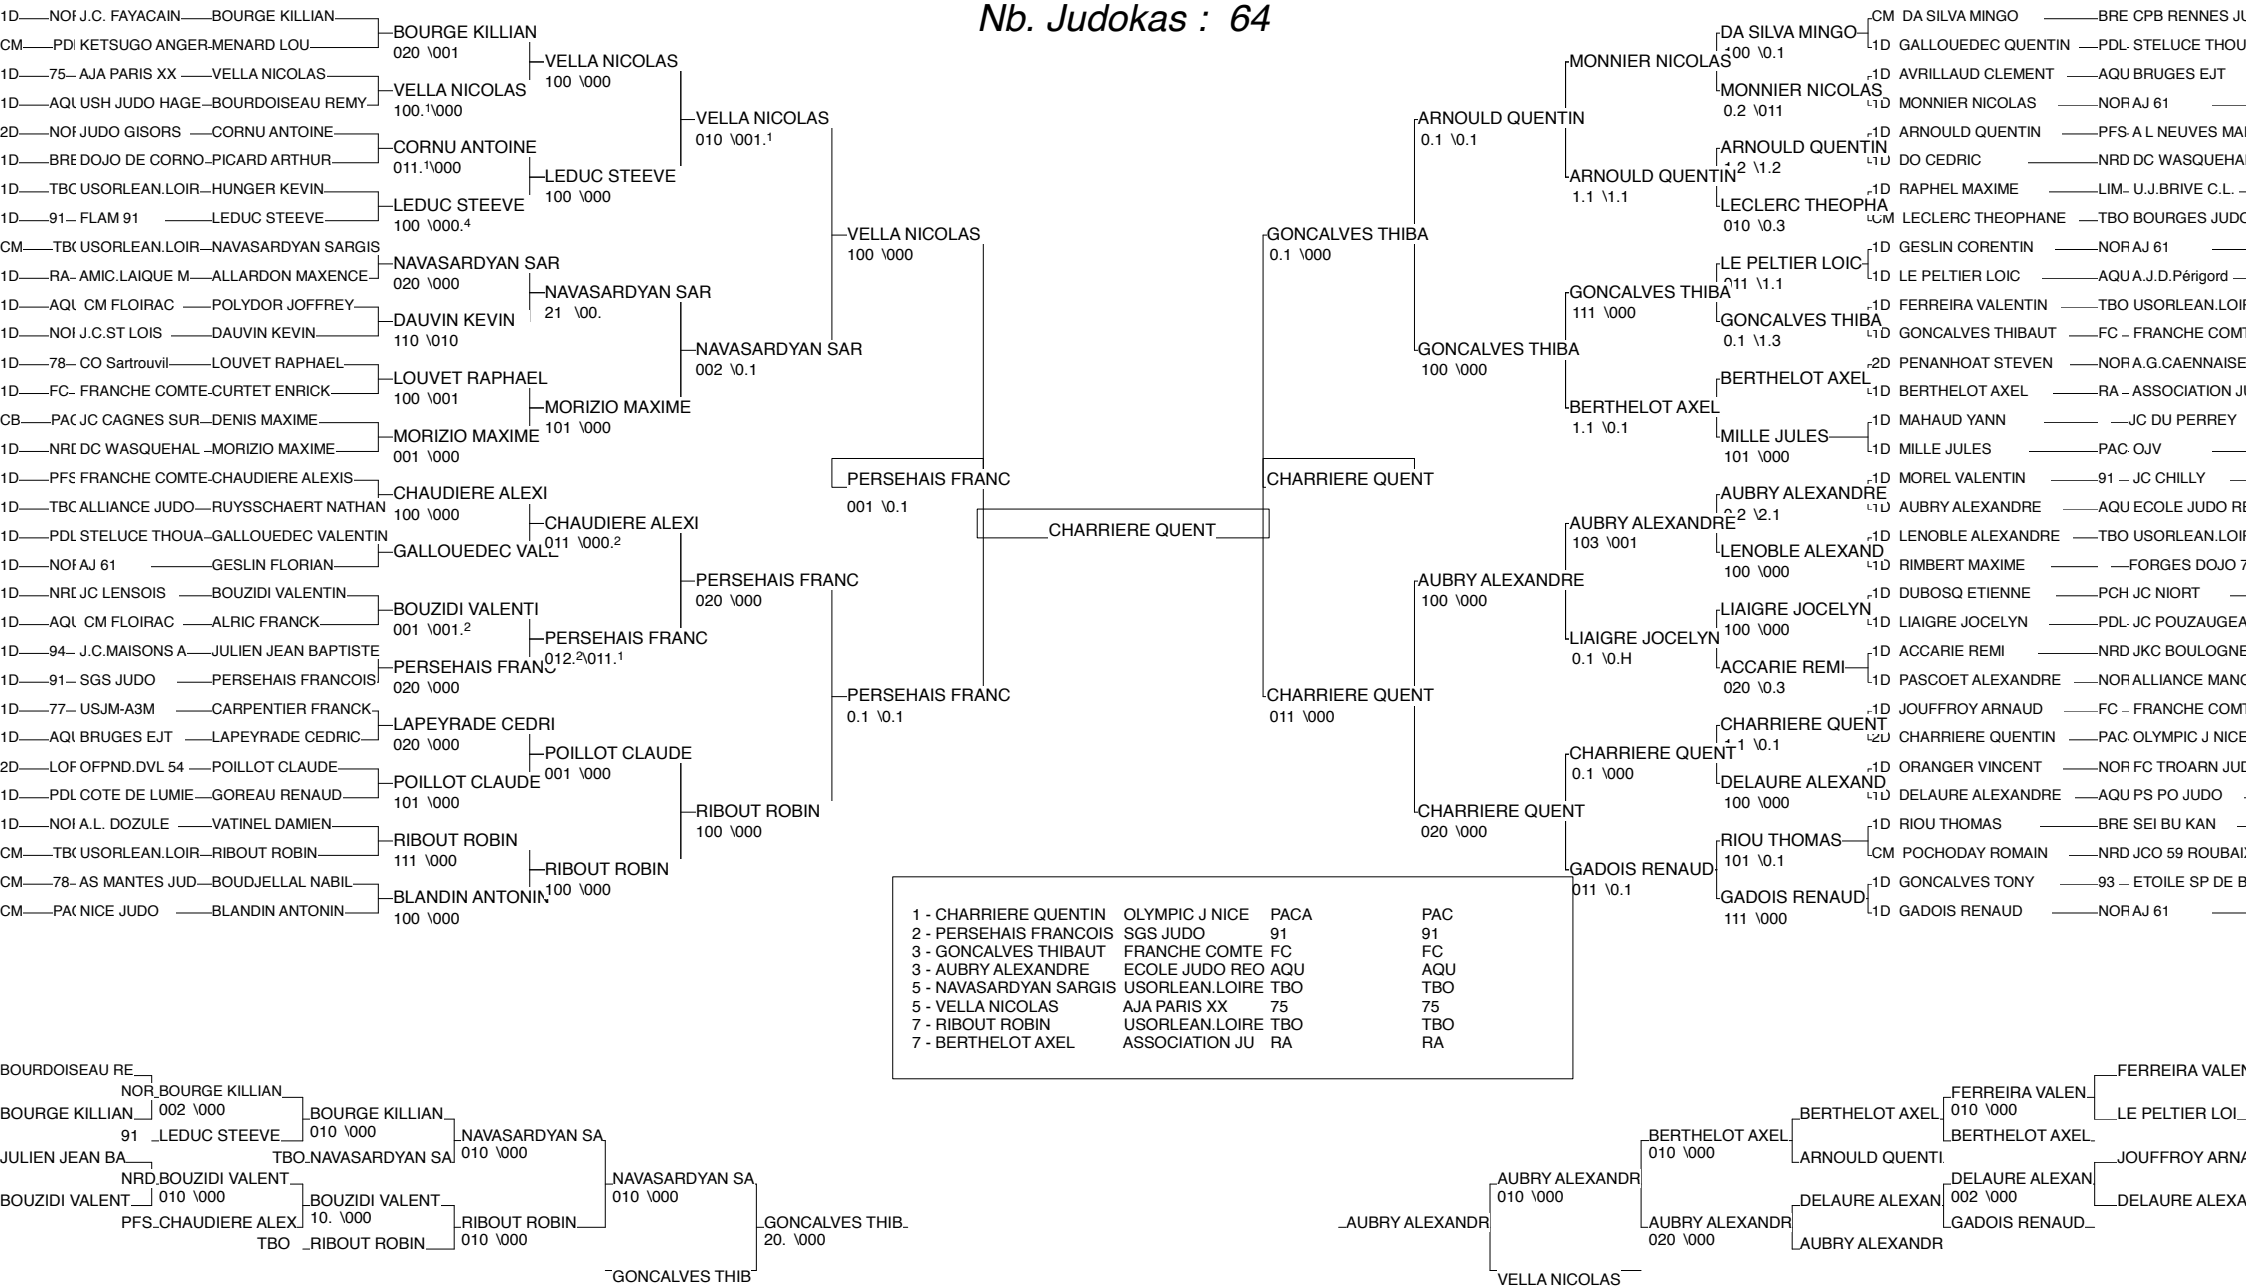 Nb. Judokas : 64
1D NOR J.C. FAYACAIN BOURGE KILLIAN
CM PDL KETSUGO ANGER MENARD LOU
1D 75 AJA PARIS XX VELLA NICOLAS
1D AQU USH JUDO HAGE BOURDOISEAU REMY
2D NOR JUDO GISORS CORNU ANTOINE
1D BRE DOJO DE CORNO PICARD ARTHUR
1D TBO USORLEAN.LOIR HUNGER KEVIN
1D 91 FLAM 91 LEDUC STEEVE
CM TBO USORLEAN.LOIR NAVASARDYAN SARGIS
1D RA AMIC.LAIQUE M ALLARDON MAXENCE
1D AQU CM FLOIRAC POLYDOR JOFFREY
1D NOR J.C.ST LOIS DAUVIN KEVIN
1D 78 CO Sartrouvil LOUVET RAPHAEL
1D FC FRANCHE COMTE CURTET ENRICK
CB PAC JC CAGNES SUR DENIS MAXIME
1D NRD DC WASQUEHAL MORIZIO MAXIME
1D PFS FRANCHE COMTE CHAUDIERE ALEXIS
1D TBO ALLIANCE JUDO RUYSSCHAERT NATHAN
1D PDL STELUCE THOUA GALLOUEDEC VALENTIN
1D NOR AJ 61 GESLIN FLORIAN
1D NRD JC LENSOIS BOUZIDI VALENTIN
1D AQU CM FLOIRAC ALRIC FRANCK
1D 94 J.C.MAISONS A JULIEN JEAN BAPTISTE
1D 91 SGS JUDO PERSEHAIS FRANCOIS
1D 77 USJM-A3M CARPENTIER FRANCK
1D AQU BRUGES EJT LAPEYRADE CEDRIC
2D LOR OFPND.DVL 54 POILLOT CLAUDE
1D PDL COTE DE LUMIE GOREAU RENAUD
1D NOR A.L. DOZULE VATINEL DAMIEN
CM TBO USORLEAN.LOIR RIBOUT ROBIN
CM 78 AS MANTES JUD BOUDJELLAL NABIL
CM PAC NICE JUDO BLANDIN ANTONIN
BOURGE KILLIAN
020 \001
VELLA NICOLAS
100.1\000
CORNU ANTOINE
011.1\000
LEDUC STEEVE
100 \000.4
NAVASARDYAN SAR
020 \000
DAUVIN KEVIN
110 \010
LOUVET RAPHAEL
100 \001
MORIZIO MAXIME
001 \000
CHAUDIERE ALEXI
100 \000
GALLOUEDEC VALE
BOUZIDI VALENTI
001 \001.2
PERSEHAIS FRANC
020 \000
LAPEYRADE CEDRI
020 \000
POILLOT CLAUDE
101 \000
RIBOUT ROBIN
111 \000
BLANDIN ANTONIN
100 \000
VELLA NICOLAS
100 \000
LEDUC STEEVE
100 \000
NAVASARDYAN SAR
21 \00.
MORIZIO MAXIME
101 \000
CHAUDIERE ALEXI
011 \000.2
PERSEHAIS FRANC
012.2\011.1
POILLOT CLAUDE
001 \000
RIBOUT ROBIN
100 \000
VELLA NICOLAS
010 \001.1
NAVASARDYAN SAR
002 \0.1
PERSEHAIS FRANC
020 \000
RIBOUT ROBIN
100 \000
VELLA NICOLAS
100 \000
PERSEHAIS FRANC
0.1 \0.1
PERSEHAIS FRANC
001 \0.1
CHARRIERE QUENT
CHARRIERE QUENT
GONCALVES THIBA
0.1 \000
CHARRIERE QUENT
011 \000
ARNOULD QUENTIN
0.1 \0.1
GONCALVES THIBA
100 \000
AUBRY ALEXANDRE
100 \000
CHARRIERE QUENT
020 \000
MONNIER NICOLAS
ARNOULD QUENTIN
1.1 \1.1
GONCALVES THIBA
111 \000
BERTHELOT AXEL
1.1 \0.1
AUBRY ALEXANDRE
103 \001
LIAIGRE JOCELYN
0.1 \0.H
CHARRIERE QUENT
0.1 \000
GADOIS RENAUD
011 \0.1
DA SILVA MINGO
100 \0.1
MONNIER NICOLAS
0.2 \011
ARNOULD QUENTIN
1.2 \1.2
LECLERC THEOPHA
010 \0.3
LE PELTIER LOIC
011 \1.1
GONCALVES THIBA
0.1 \1.3
BERTHELOT AXEL
MILLE JULES
101 \000
AUBRY ALEXANDRE
\2.1
LENOBLE ALEXAND
100 \000
LIAIGRE JOCELYN
100 \000
ACCARIE REMI
020 \0.3
CHARRIERE QUENT
1.1 \0.1
DELAURE ALEXAND
100 \000
RIOU THOMAS
101 \0.1
GADOIS RENAUD
111 \000
CM DA SILVA MINGO BRE CPB RENNES JU
1D GALLOUEDEC QUENTIN PDL STELUCE THOU
1D AVRILLAUD CLEMENT AQU BRUGES EJT
1D MONNIER NICOLAS NOR AJ 61
1D ARNOULD QUENTIN PFS A L NEUVES MAI
1D DO CEDRIC NRD DC WASQUEHA
1D RAPHEL MAXIME LIM U.J.BRIVE C.L.
CM LECLERC THEOPHANE TBO BOURGES JUDO
1D GESLIN CORENTIN NOR AJ 61
1D LE PELTIER LOIC AQU A.J.D.Périgord
1D FERREIRA VALENTIN TBO USORLEAN.LOIR
1D GONCALVES THIBAUT FC FRANCHE COMT
2D PENANHOAT STEVEN NOR A.G.CAENNAISE
1D BERTHELOT AXEL RA ASSOCIATION JU
1D MAHAUD YANN JC DU PERREY
1D MILLE JULES PAC OJV
1D MOREL VALENTIN 91 JC CHILLY
1D AUBRY ALEXANDRE AQU ECOLE JUDO RE
1D LENOBLE ALEXANDRE TBO USORLEAN.LOIR
1D RIMBERT MAXIME FORGES DOJO 7
1D DUBOSQ ETIENNE PCH JC NIORT
1D LIAIGRE JOCELYN PDL JC POUZAUGEA
1D ACCARIE REMI NRD JKC BOULOGNE
1D PASCOET ALEXANDRE NOR ALLIANCE MANC
1D JOUFFROY ARNAUD FC FRANCHE COMT
2D CHARRIERE QUENTIN PAC OLYMPIC J NICE
1D ORANGER VINCENT NOR FC TROARN JUD
1D DELAURE ALEXANDRE AQU PS PO JUDO
1D RIOU THOMAS BRE SEI BU KAN
CM POCHODAY ROMAIN NRD JCO 59 ROUBAIX
1D GONCALVES TONY 93 ETOILE SP DE B
1D GADOIS RENAUD NOR AJ 61
1 - CHARRIERE QUENTIN OLYMPIC J NICE PACA PAC
2 - PERSEHAIS FRANCOIS SGS JUDO 91 91
3 - GONCALVES THIBAUT FRANCHE COMTE FC FC
3 - AUBRY ALEXANDRE ECOLE JUDO REO AQU AQU
5 - NAVASARDYAN SARGIS USORLEAN.LOIRE TBO TBO
5 - VELLA NICOLAS AJA PARIS XX 75 75
7 - RIBOUT ROBIN USORLEAN.LOIRE TBO TBO
7 - BERTHELOT AXEL ASSOCIATION JU RA RA
BOURDOISEAU RE
BOURGE KILLIAN
JULIEN JEAN BA
BOUZIDI VALENT
NOR BOURGE KILLIAN
002 \000
91 LEDUC STEEVE
NRD BOUZIDI VALENT
010 \000
PFS CHAUDIERE ALEX
BOURGE KILLIAN
010 \000
TBO NAVASARDYAN SA
BOUZIDI VALENT
10. \000
TBO RIBOUT ROBIN
NAVASARDYAN SA
010 \000
RIBOUT ROBIN
010 \000
NAVASARDYAN SA
010 \000
GONCALVES THIB
GONCALVES THIB
20. \000
AUBRY ALEXANDR
AUBRY ALEXANDR
010 \000
VELLA NICOLAS
BERTHELOT AXEL
010 \000
AUBRY ALEXANDR
020 \000
BERTHELOT AXEL
ARNOULD QUENTI
DELAURE ALEXAN
AUBRY ALEXANDR
FERREIRA VALEN
010 \000
BERTHELOT AXEL
DELAURE ALEXAN
002 \000
GADOIS RENAUD
FERREIRA VALEN
LE PELTIER LOI
JOUFFROY ARNA
DELAURE ALEXA